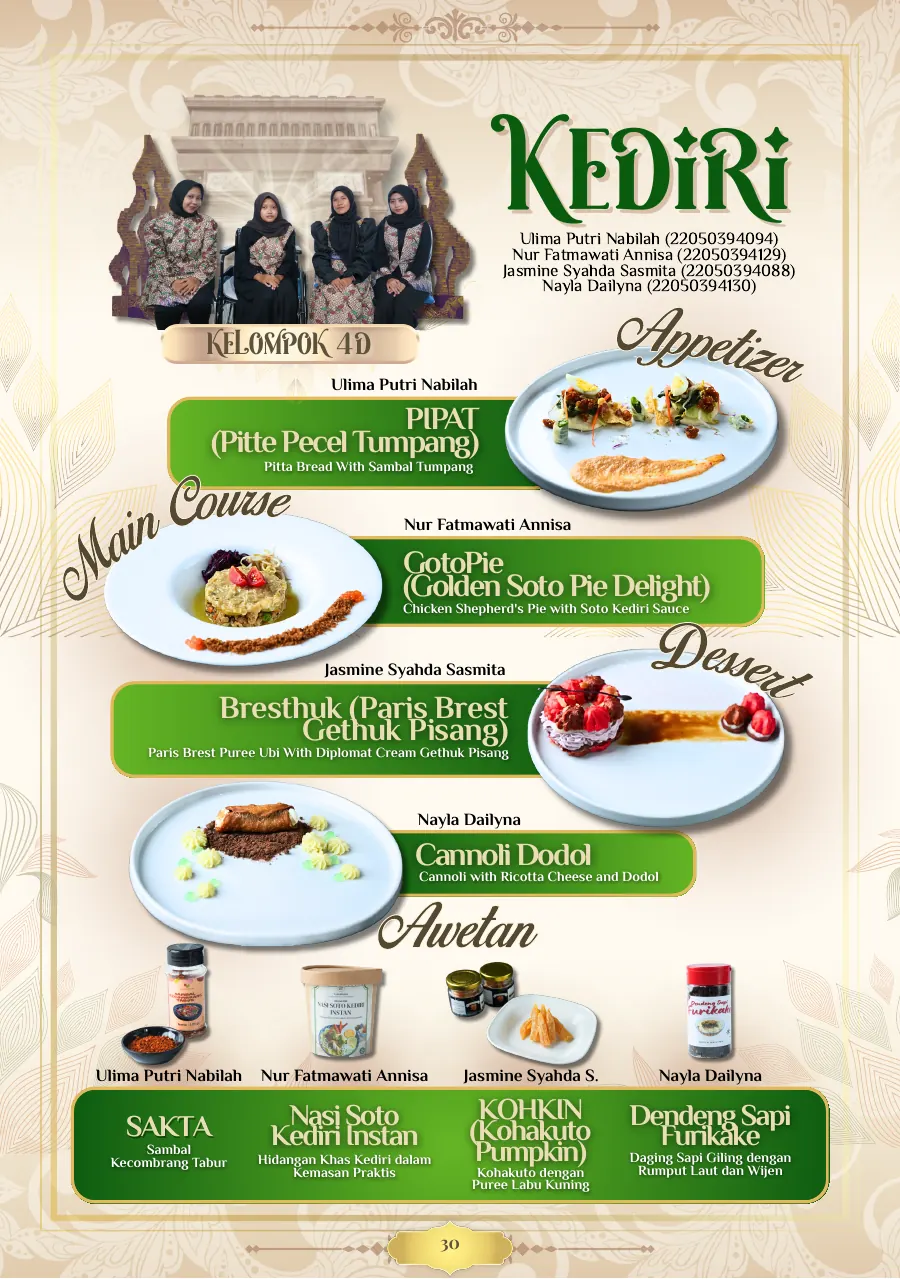 KEDIRI
Ulima Putri Nabilah (22050394094)
Nur Fatmawati Annisa (22050394129)
Jasmine Syahda Sasmita (22050394088)
Nayla Dailyna (22050394130)
KELOMPOK 4D
Appetizer
Ulima Putri Nabilah
PIPAT
(Pitte Pecel Tumpang)
Pitta Bread With Sambal Tumpang
Main Course
Nur Fatmawati Annisa
GotoPie
(Golden Soto Pie Delight)
Chicken Shepherd's Pie with Soto Kediri Sauce
Dessert
Jasmine Syahda Sasmita
Bresthuk (Paris Brest
Gethuk Pisang)
Paris Brest Puree Ubi With Diplomat Cream Gethuk Pisang
Nayla Dailyna
Cannoli Dodol
Cannoli with Ricotta Cheese and Dodol
Awetan
NASI SOTO KEDIRI
INSTAN
Dendeng Sapi
Furikake
Ulima Putri Nabilah
Nur Fatmawati Annisa
Jasmine Syahda S.
Nayla Dailyna
SAKTA
Sambal
Kecombrang Tabur
Nasi Soto
Kediri Instan
Hidangan Khas Kediri dalam
Kemasan Praktis
KOHKIN
(Kohakuto
Pumpkin)
Kohakuto dengan
Puree Labu Kuning
Dendeng Sapi
Furikake
Daging Sapi Giling dengan
Rumput Laut dan Wijen
30